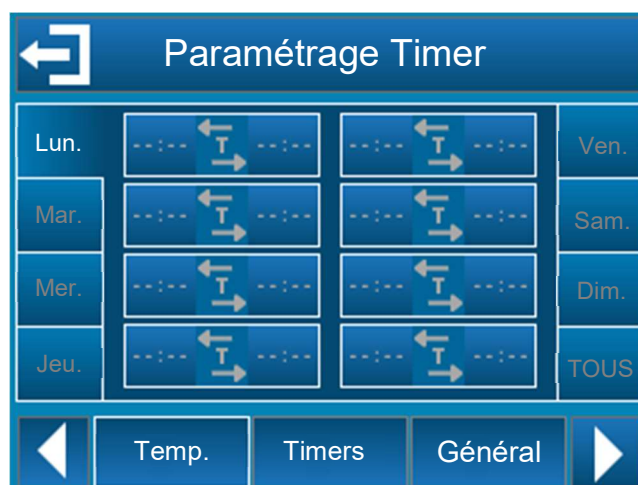 Paramétrage Timer
Lun. --:-- T --:-- --:-- T --:-- Ven.
Mar. --:-- T --:-- --:-- T --:-- Sam.
Mer. --:-- T --:-- --:-- T --:-- Dim.
Jeu. --:-- T --:-- --:-- T --:-- TOUS
Temp. Timers Général